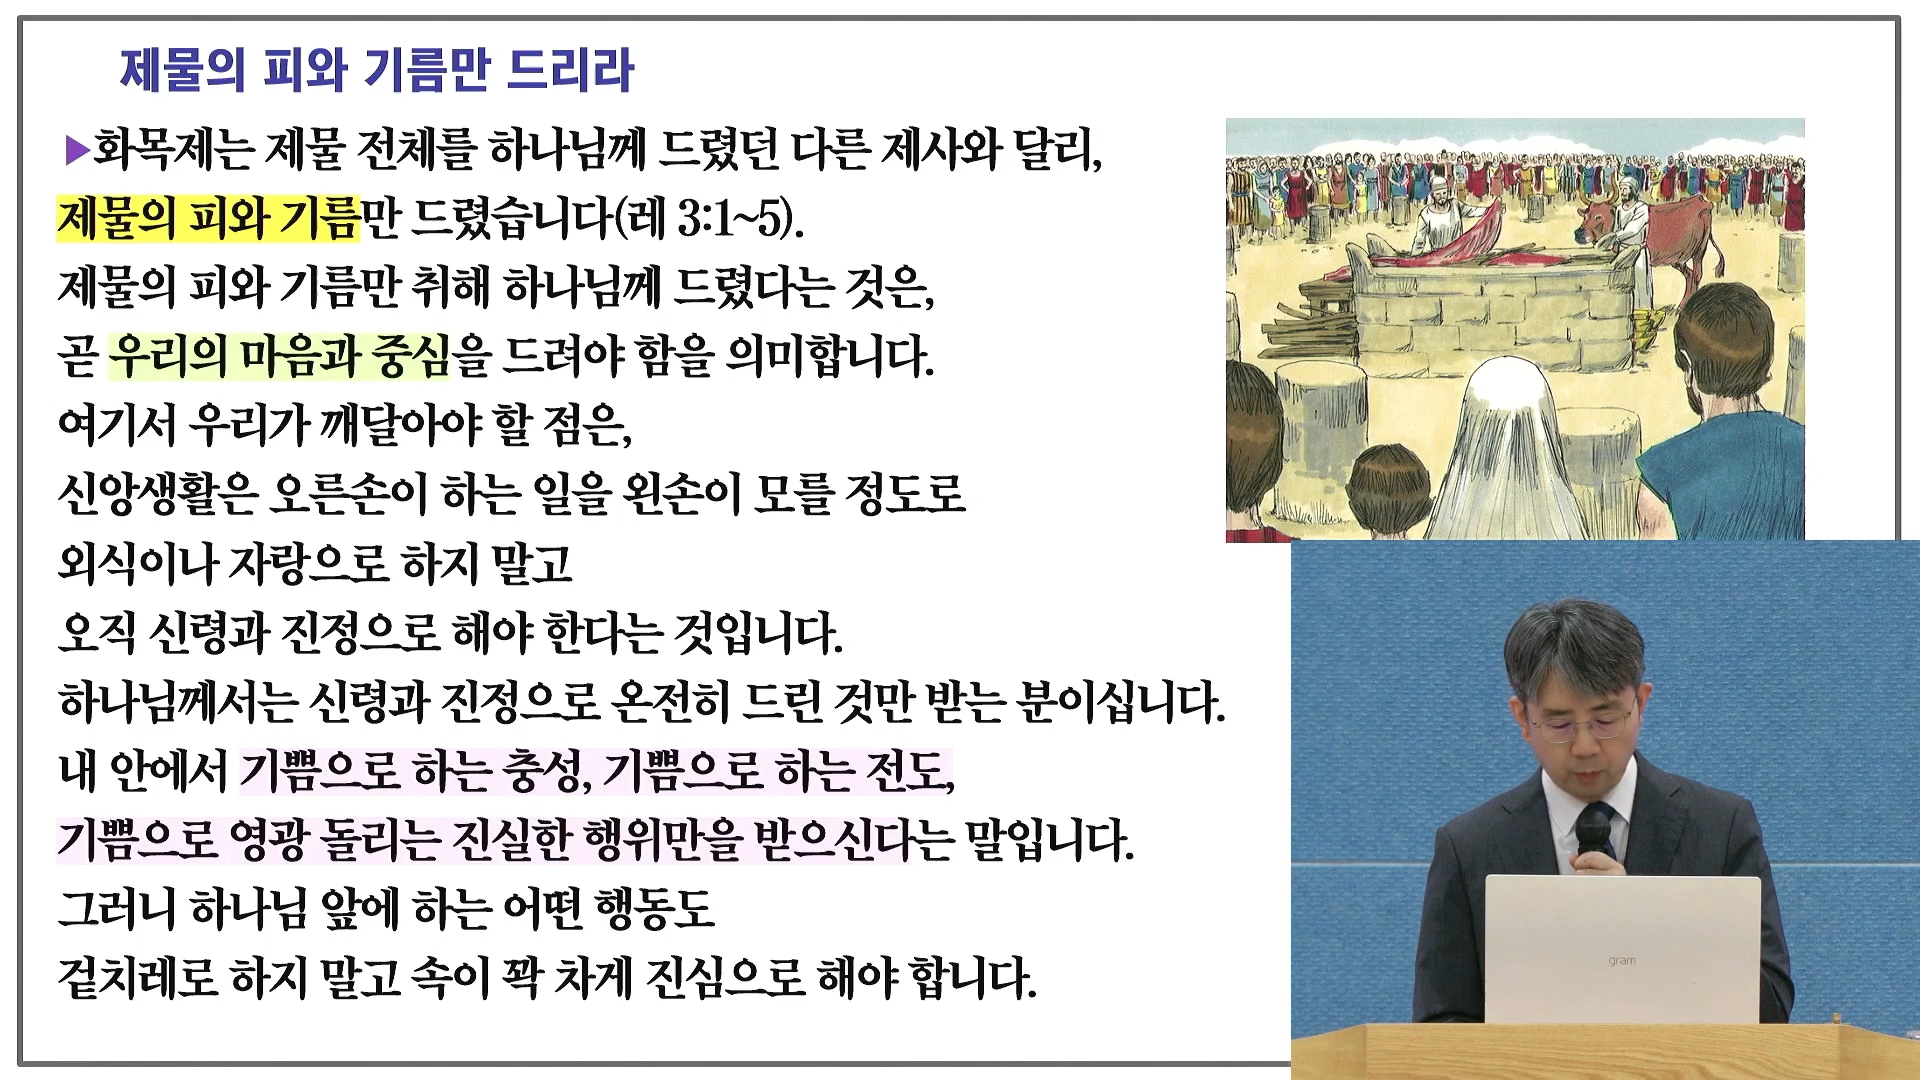 제물의 피와 기름만 드리라
▶화목제는 제물 전체를 하나님께 드렸던 다른 제사와 달리,
제물의 피와 기름만 드렸습니다(레 3:1~5).
제물의 피와 기름만 취해 하나님께 드렸다는 것은,
곧 우리의 마음과 중심을 드려야 함을 의미합니다.
여기서 우리가 깨달아야 할 점은,
신앙생활은 오른손이 하는 일을 왼손이 모를 정도로
외식이나 자랑으로 하지 말고
오직 신령과 진정으로 해야 한다는 것입니다.
하나님께서는 신령과 진정으로 온전히 드린 것만 받는 분이십니다.
내 안에서 기쁨으로 하는 충성, 기쁨으로 하는 전도,
기쁨으로 영광 돌리는 진실한 행위만을 받으신다는 말입니다.
그러니 하나님 앞에 하는 어떤 행동도
겉치레로 하지 말고 속이 꽉 차게 진심으로 해야 합니다.
gram